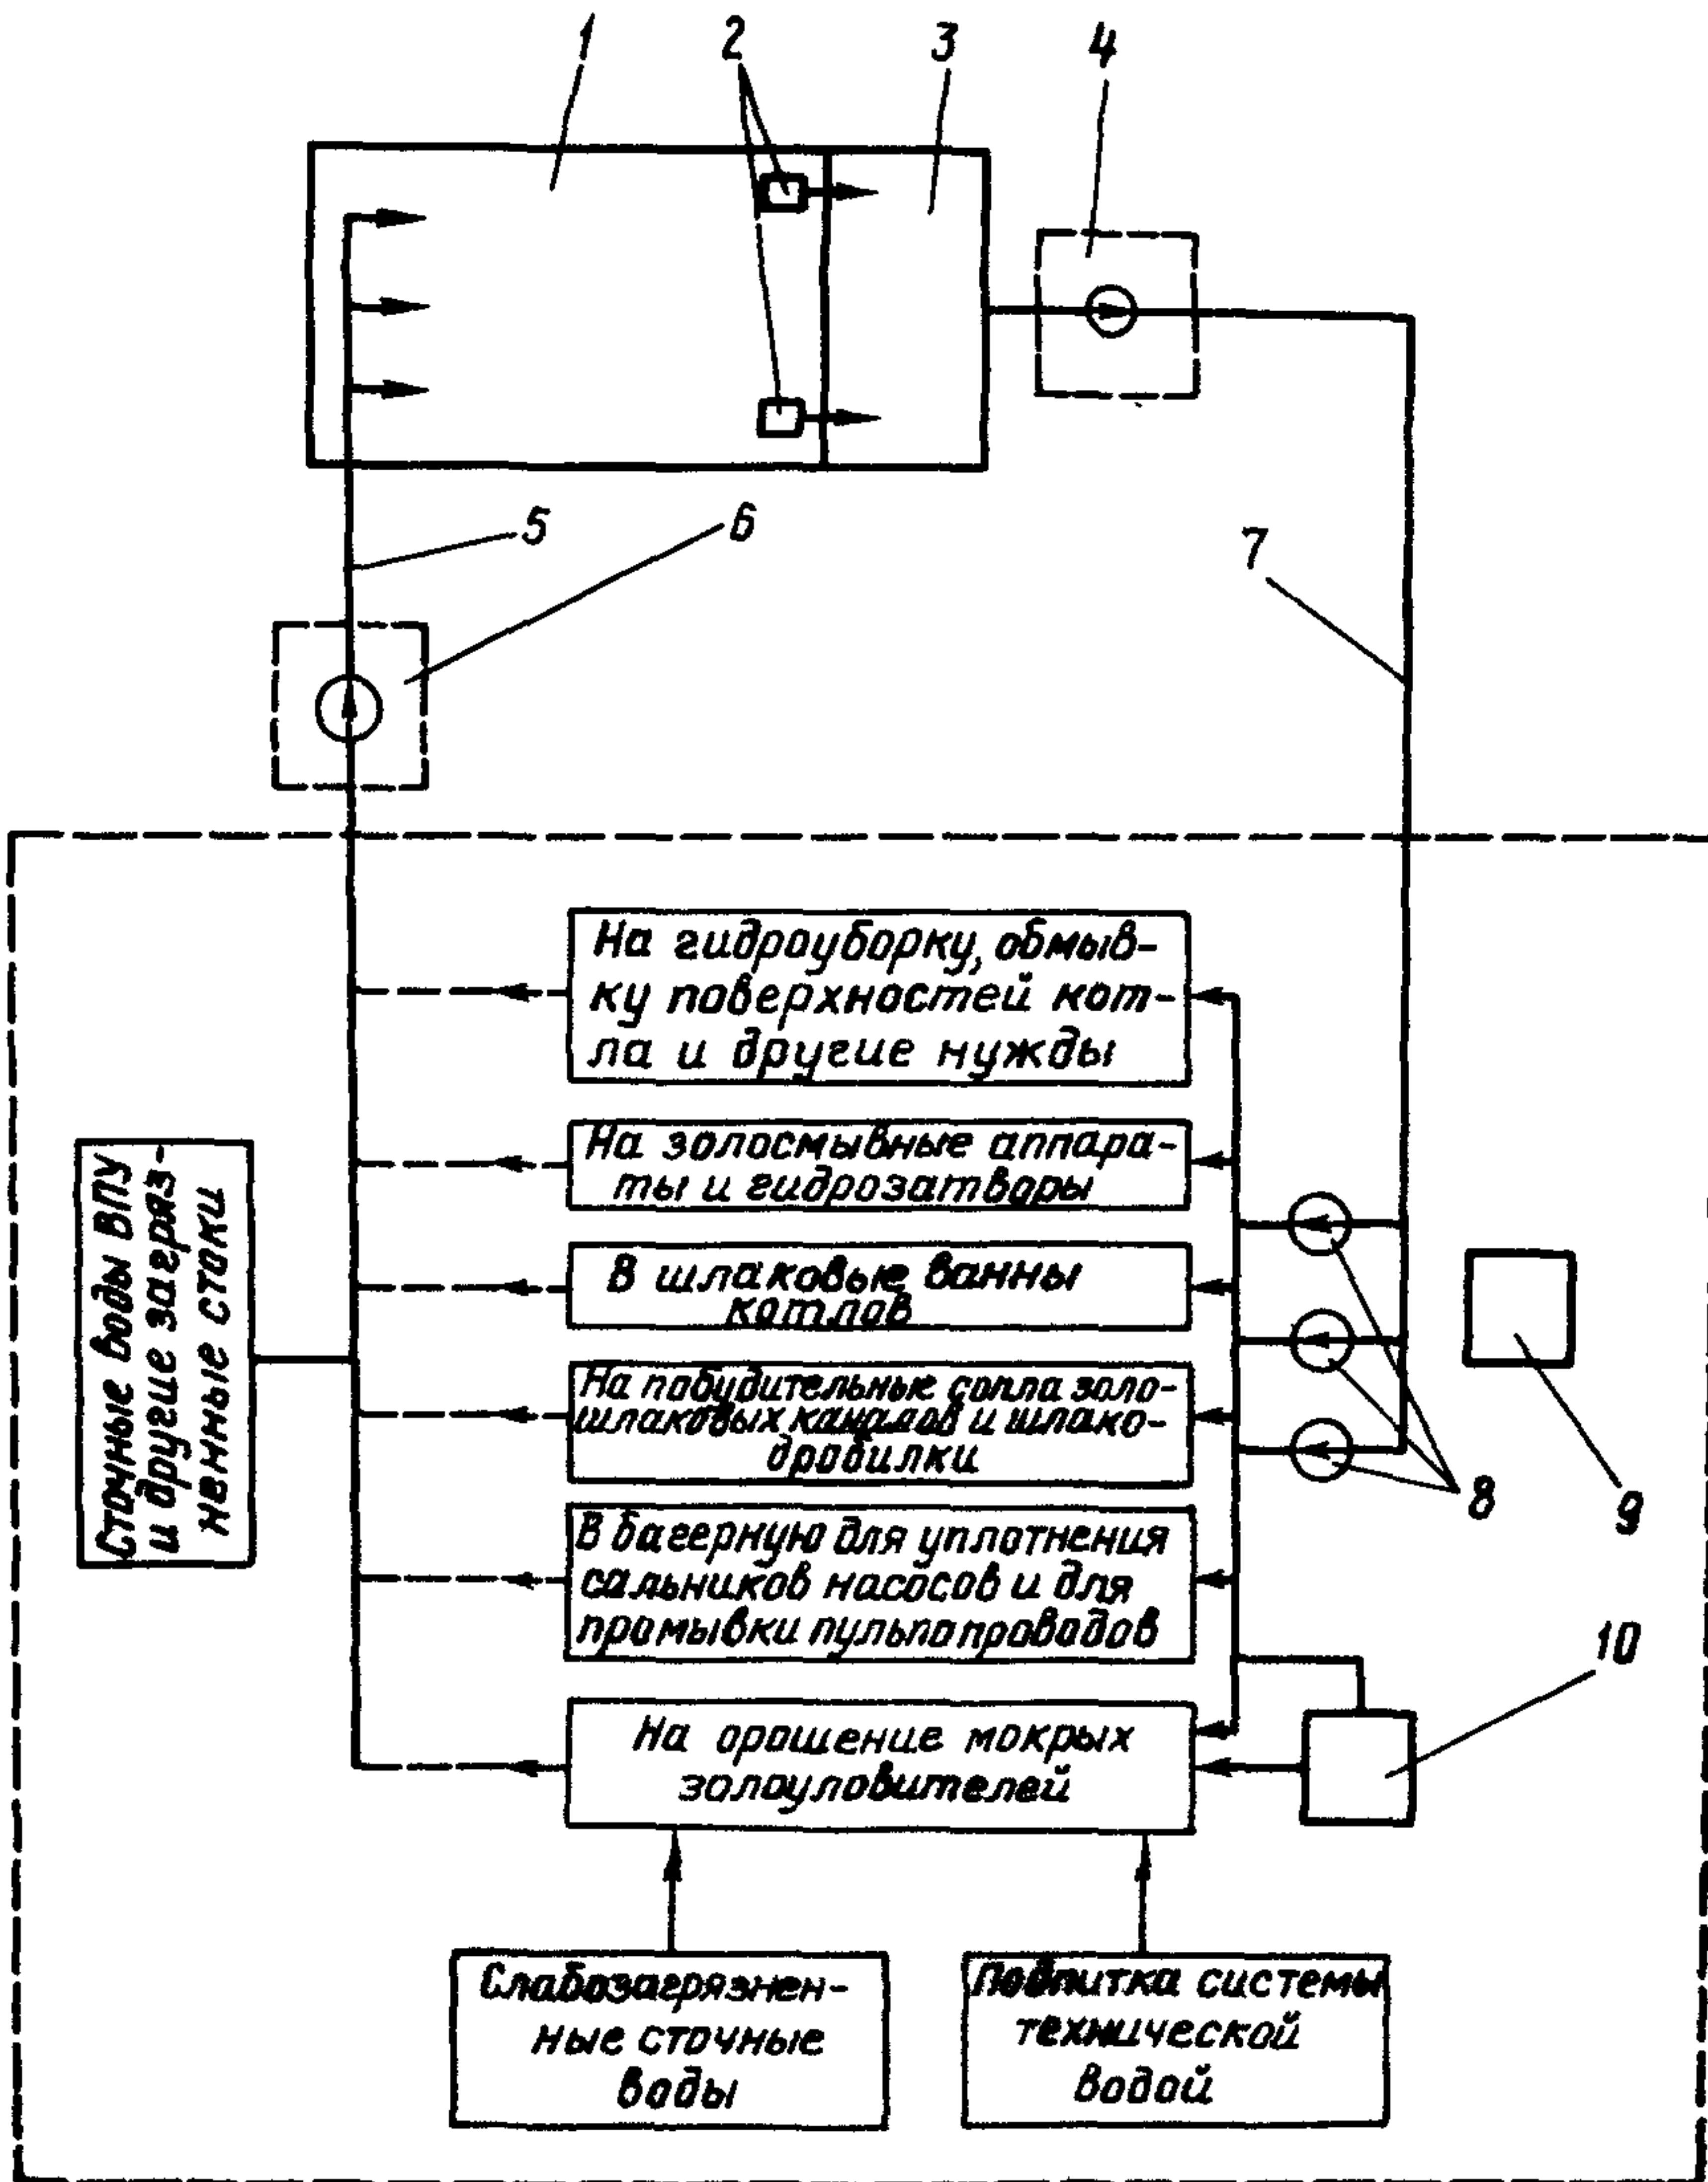 1
2
3
4
5
6
7
На гидроуборку, обмыв-
ку поверхностей кот-
ла и другие нужды
На золосмывные аппара-
ты и гидрозатворы
В шлаковые ванны
котлов
На побудительные сопла золо-
шлаковых каналов и шлако-
дробилки
В багерную для уплотнения
сальников насосов и для
промывки пульпопроводов
На орошение мокрых
золоуловителей
Сточные воды ВПУ
и другие загряз-
ненные стоки
8
9
10
Слабозагрязнен-
ные сточные
воды
Подпитка системы
технической
водой